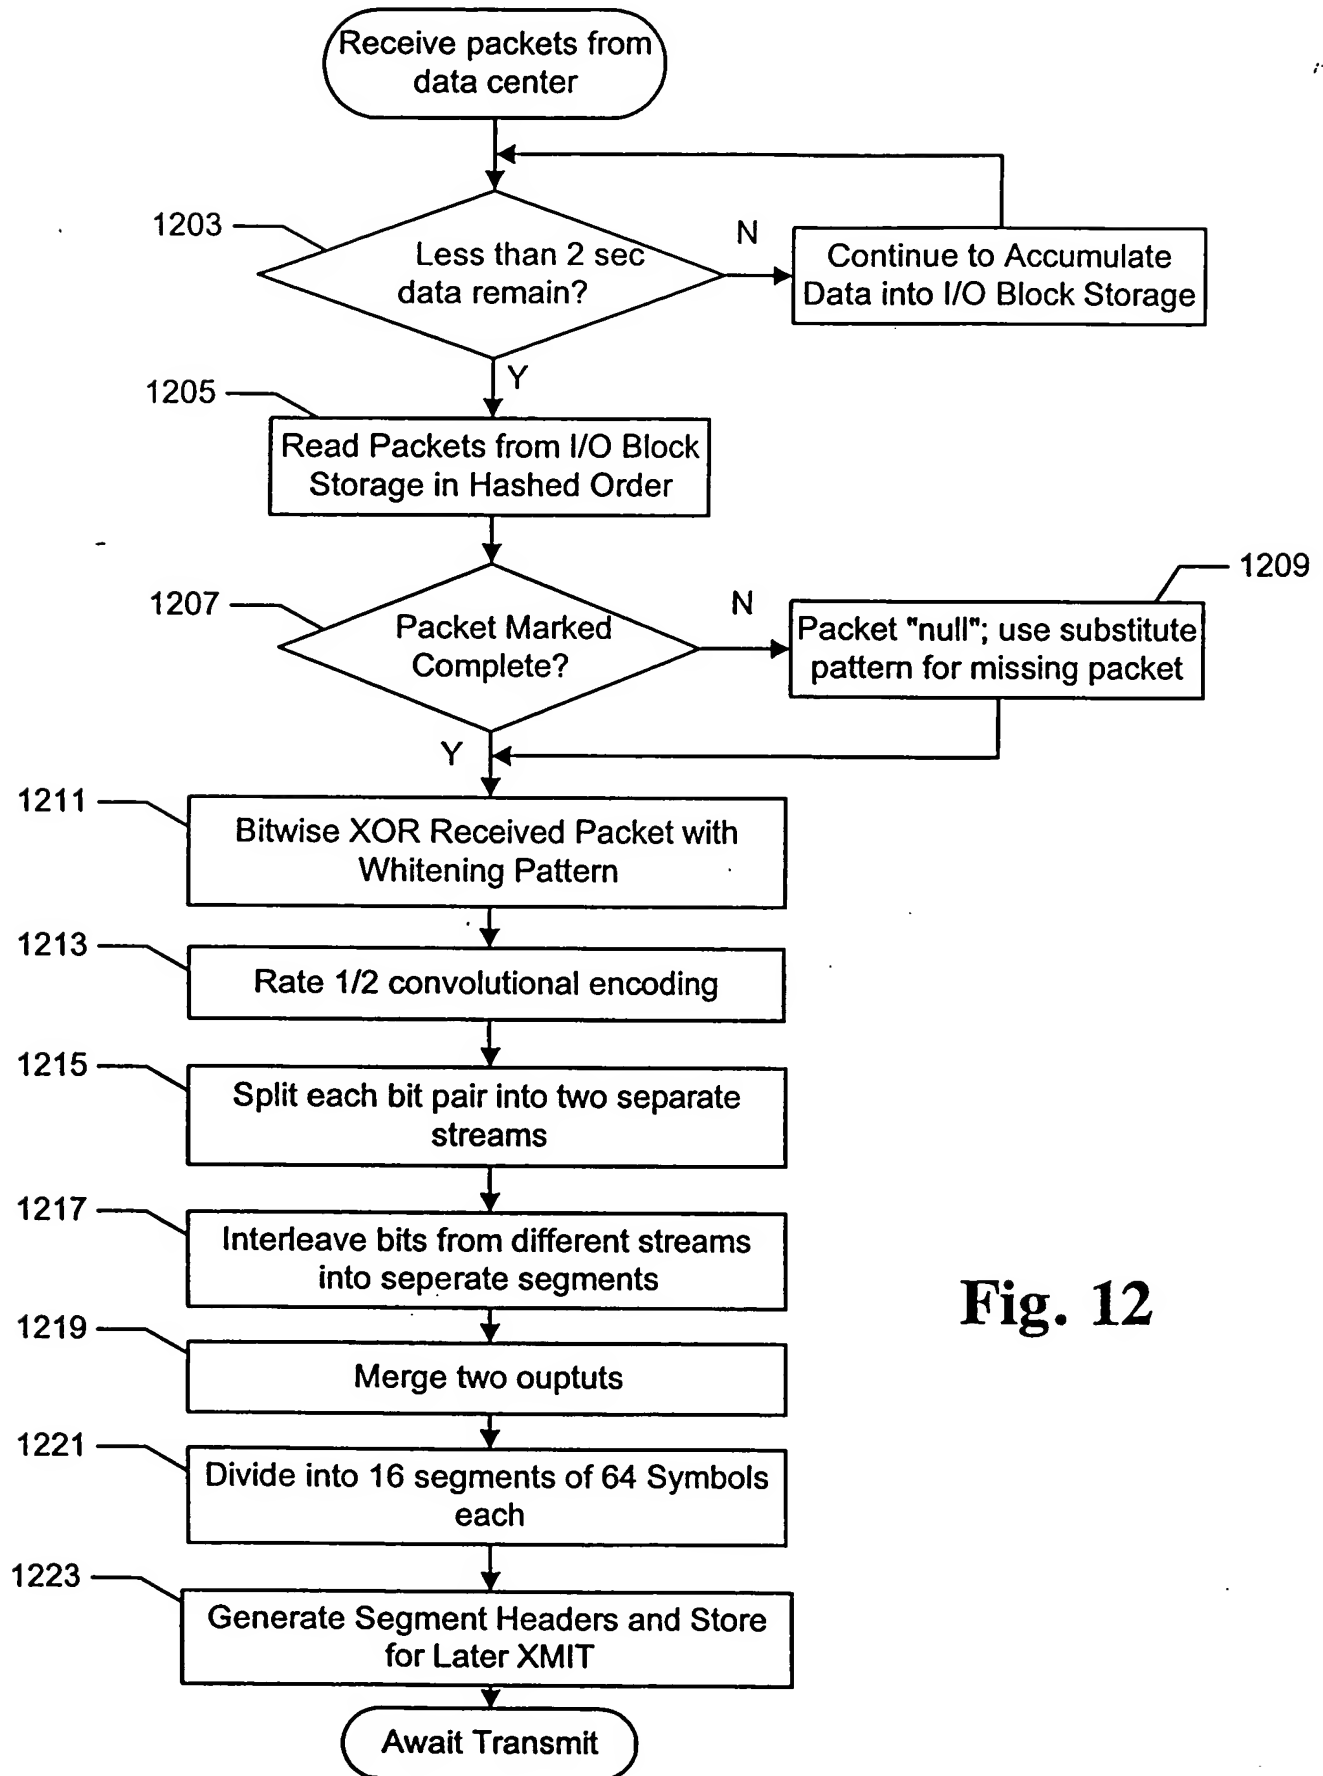 Receive packets from
data center
1203
Less than 2 sec
data remain?
N
Continue to Accumulate
Data into I/O Block Storage
Y
1205
Read Packets from I/O Block
Storage in Hashed Order
1207
Packet Marked
Complete?
N
1209
Packet "null"; use substitute
pattern for missing packet
Y
1211
Bitwise XOR Received Packet with
Whitening Pattern
1213
Rate 1/2 convolutional encoding
1215
Split each bit pair into two separate
streams
1217
Interleave bits from different streams
into seperate segments
Fig. 12
1219
Merge two ouptuts
1221
Divide into 16 segments of 64 Symbols
each
1223
Generate Segment Headers and Store
for Later XMIT
Await Transmit